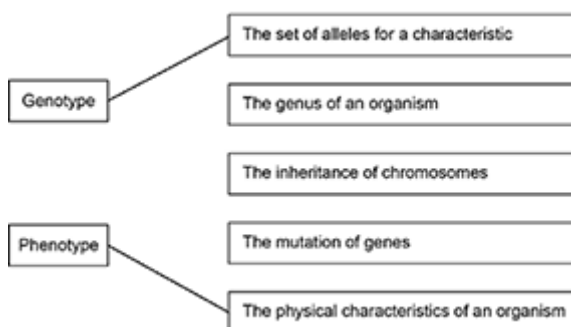 The set of alleles for a characteristic
Genotype
The genus of an organism
The inheritance of chromosomes
Phenotype
The mutation of genes
The physical characteristics of an organism